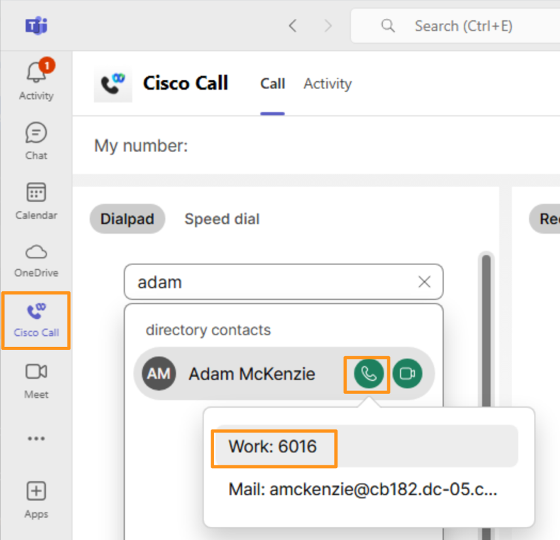 Search (Ctrl+E)
1
Activity
Chat
Calendar
OneDrive
Cisco Call
Meet
Apps
Cisco Call Call Activity
My number:
Dialpad Speed dial
adam
directory contacts
AM Adam McKenzie
Work: 6016
Mail: amckenzie@cb182.dc-05.c...